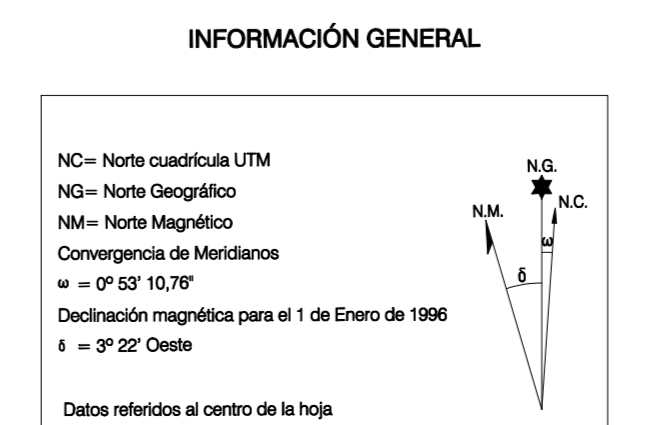 INFORMACIÓN GENERAL
NC= Norte cuadrícula UTM
NG= Norte Geográfico
NM= Norte Magnético
Convergencia de Meridianos
ω = 0º 53' 10,76"
Declinación magnética para el 1 de Enero de 1996
δ = 3º 22' Oeste
Datos referidos al centro de la hoja
N.G.
N.C.
N.M.
ω
δ